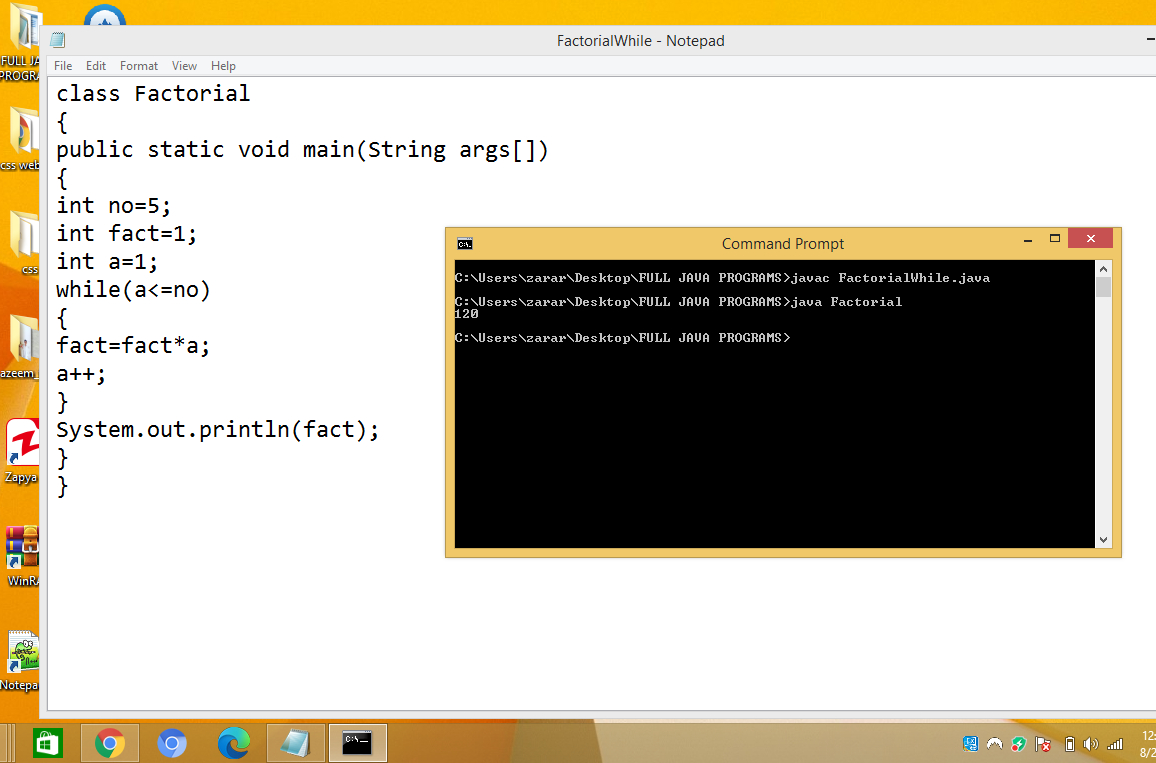 FULL JA
PROGRA
css web
css
azeem_
Zapya
WinRA
Notepa
FactorialWhile - Notepad
File Edit Format View Help
class Factorial
{
public static void main(String args[])
{
int no=5;
int fact=1;
int a=1;
while(a<=no)
{
fact=fact*a;
a++;
}
System.out.println(fact);
}
}
C:\.
Command Prompt
C:\Users\zarar\Desktop\FULL JAVA PROGRAMS>javac FactorialWhile.java
C:\Users\zarar\Desktop\FULL JAVA PROGRAMS>java Factorial
120
C:\Users\zarar\Desktop\FULL JAVA PROGRAMS>
12:
8/2